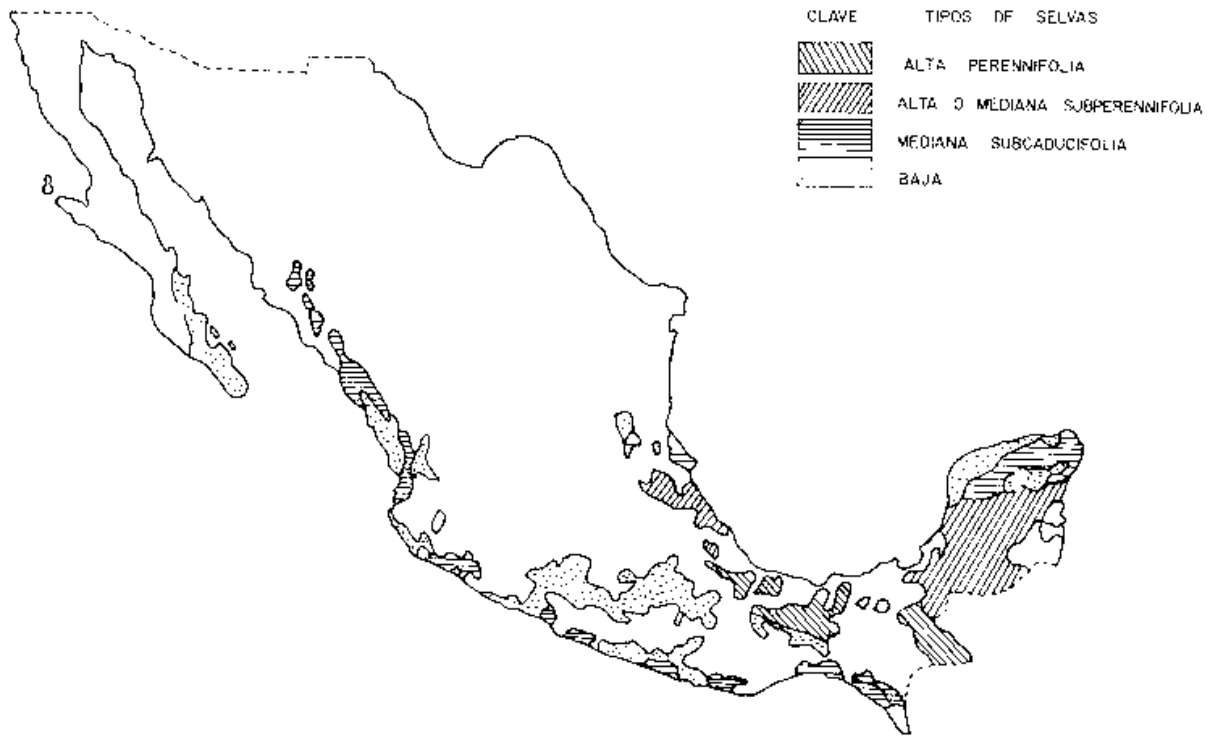 CLAVE TIPOS DE SELVAS
ALTA PERENNIFOLIA
ALTA O MEDIANA SUBPERENNIFOLIA
MEDIANA SUBCADUCIFOLIA
BAJA